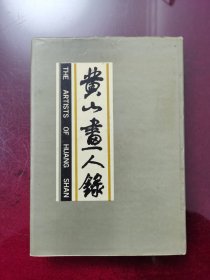 黄山畫人錄
THE ARTISTS OF HUANG SHAN